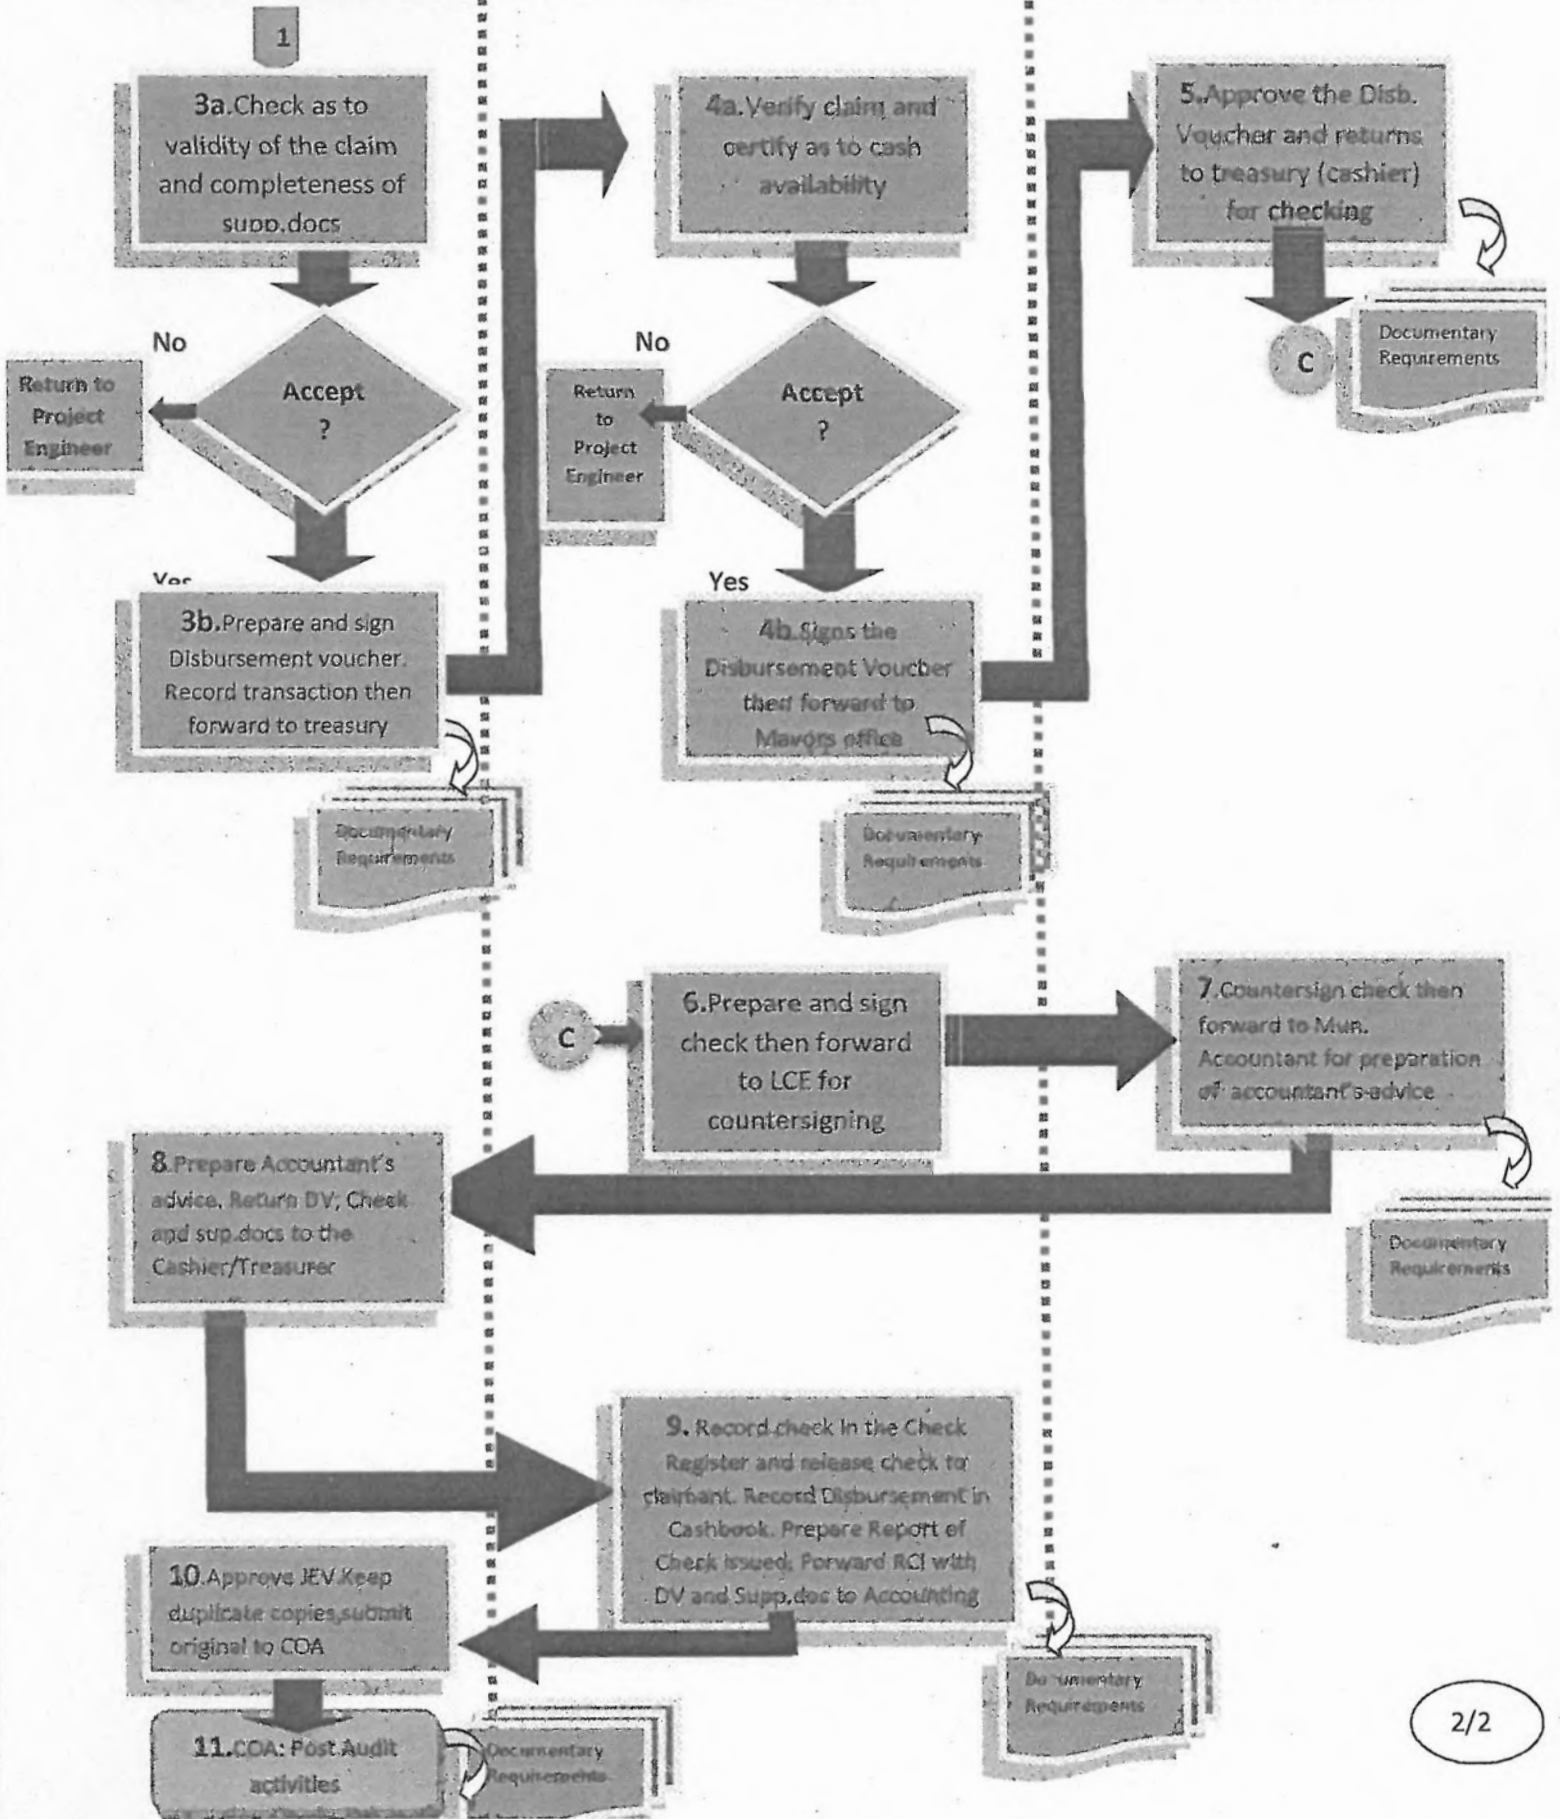 1
3a.Check as to
validity of the claim
and completeness of
supp.docs
4a.Verify claim and
certify as to cash
availability
5.Approve the Disb.
Voucher and returns
to treasury (cashier)
for checking
C
Documentary
Requirements
No
Accept
?
Return to
Project
Engineer
No
Accept
?
Return
to
Project
Engineer
Yes
3b.Prepare and sign
Disbursement voucher.
Record transaction then
forward to treasury
Documentary
Requirements
Yes
4b.Signs the
Disbursement Voucher
then forward to
Mayors office
Documentary
Requirements
C
6.Prepare and sign
check then forward
to LCE for
countersigning
7.Countersign check then
forward to Mun.
Accountant for preparation
of accountant's advice
Documentary
Requirements
8.Prepare Accountant's
advice. Return DV, Check
and sup.docs to the
Cashier/Treasurer
9. Record check in the Check
Register and release check to
claimant. Record Disbursement in
Cashbook. Prepare Report of
Check issued. Forward RCI with
DV and Supp.doc to Accounting
Documentary
Requirements
10.Approve JEV.Keep
duplicate copies,submit
original to COA
11.COA: Post Audit
activities
Documentary
Requirements
2/2